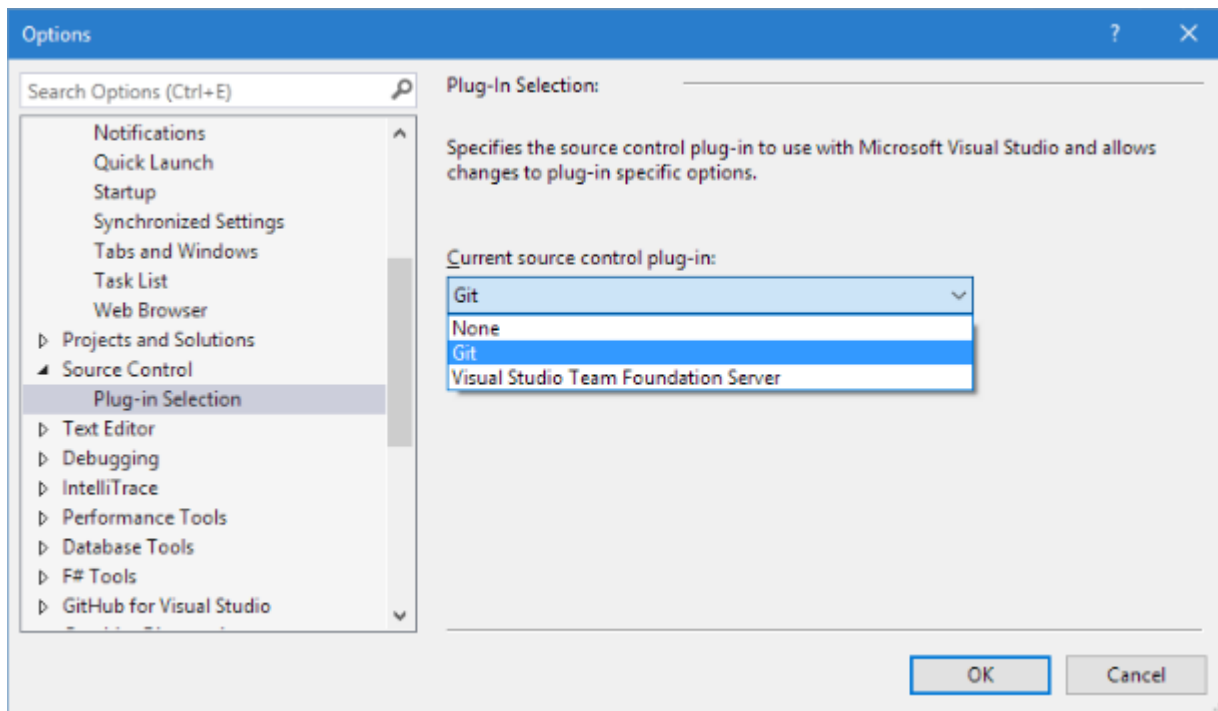 Options
Search Options (Ctrl+E)
Notifications
Quick Launch
Startup
Synchronized Settings
Tabs and Windows
Task List
Web Browser
Projects and Solutions
Source Control
Plug-in Selection
Text Editor
Debugging
IntelliTrace
Performance Tools
Database Tools
F# Tools
GitHub for Visual Studio
Plug-In Selection:
Specifies the source control plug-in to use with Microsoft Visual Studio and allows
changes to plug-in specific options.
Current source control plug-in:
Git
None
Git
Visual Studio Team Foundation Server
OK
Cancel